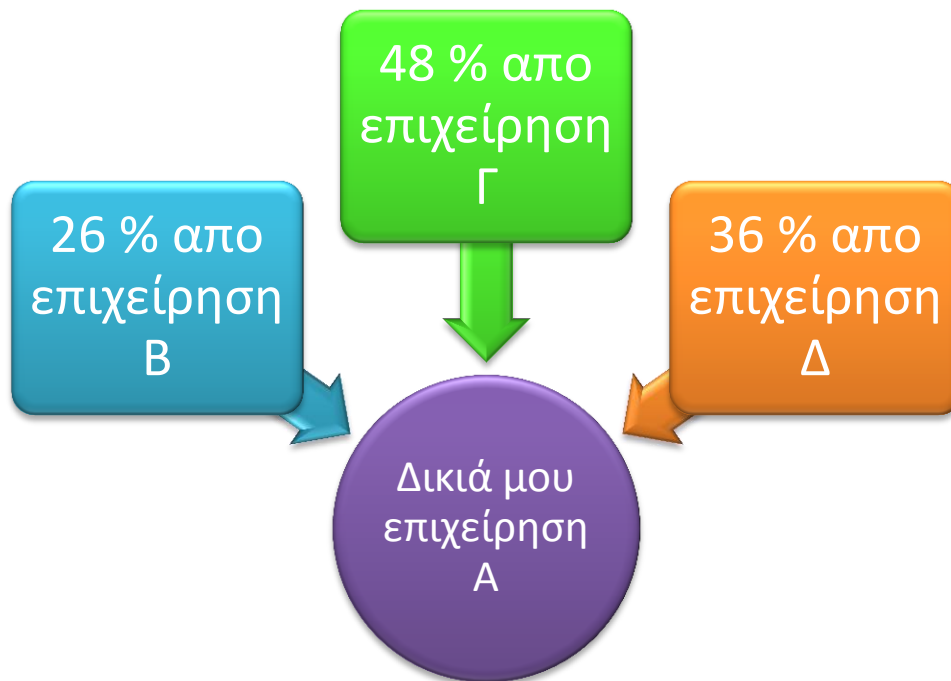 48 % απο
επιχείρηση
Γ
26 % απο
επιχείρηση
Β
36 % απο
επιχείρηση
Δ
Δικιά μου
επιχείρηση
Α